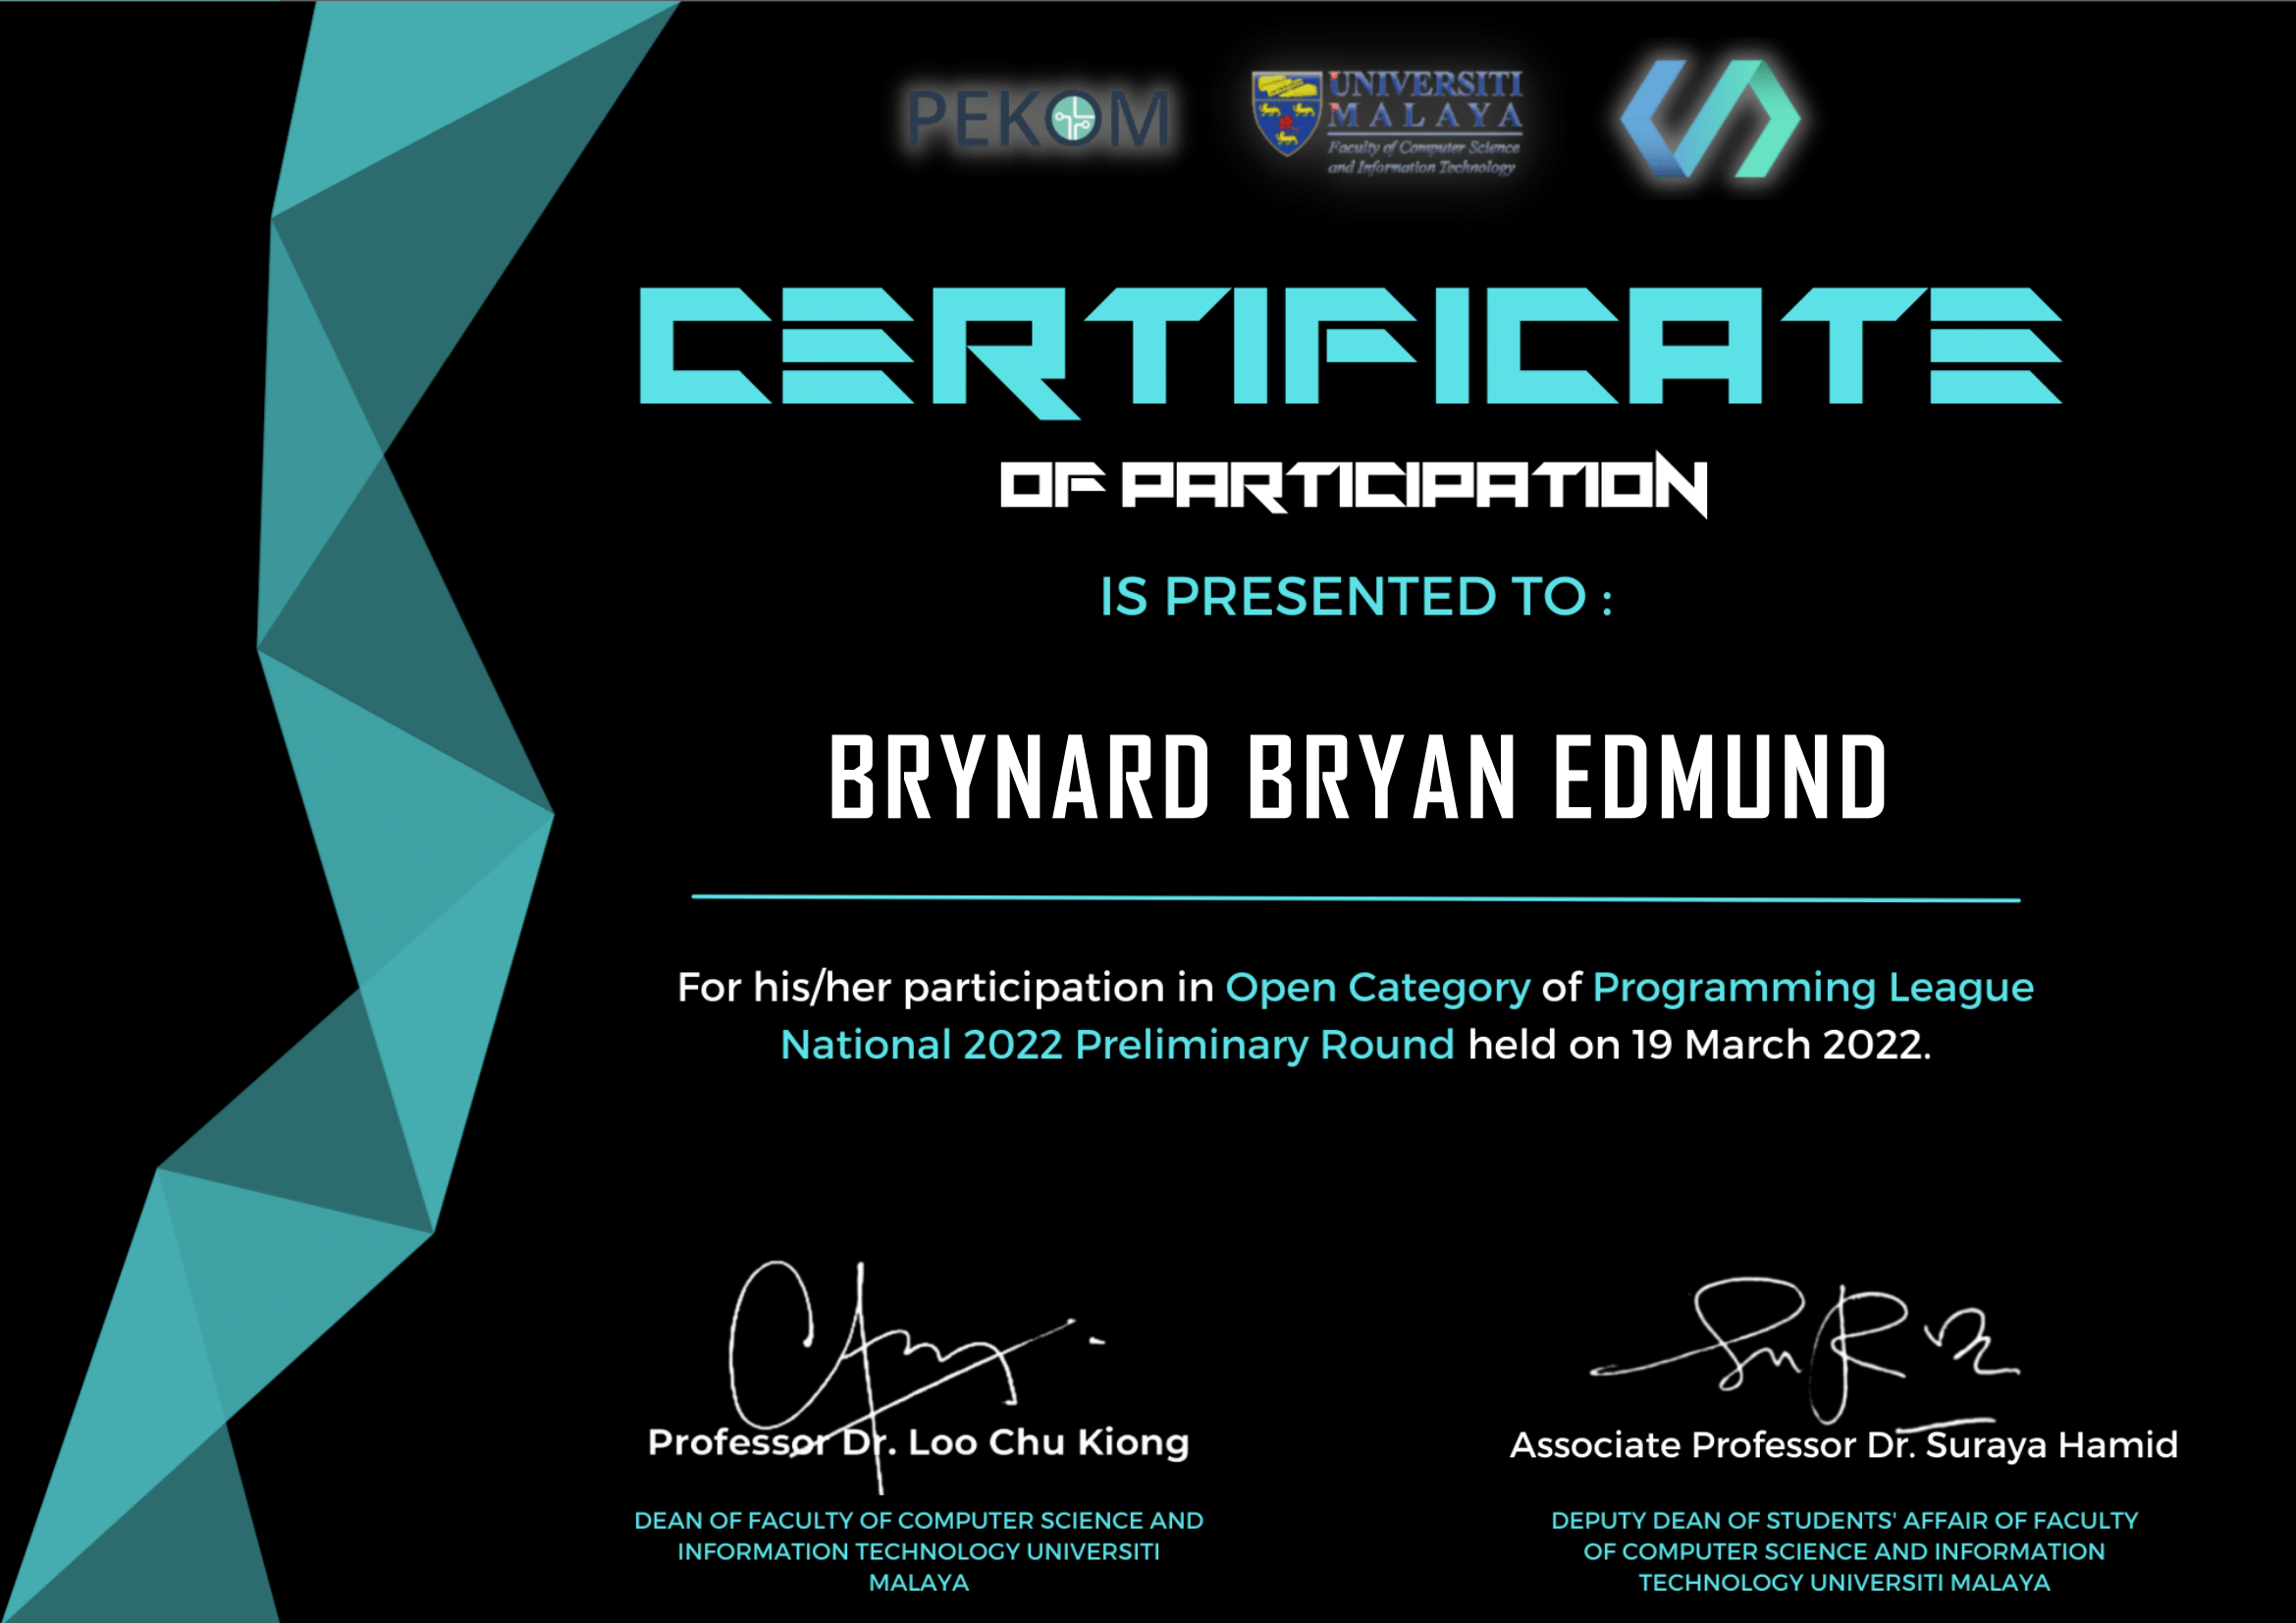 PEKOM
UNIVERSITI
MALAYA
Faculty of Computer Science
and Information Technology
CERTIFICATE
OF PARTICIPATION
IS PRESENTED TO :
BRYNARD BRYAN EDMUND
For his/her participation in Open Category of Programming League
National 2022 Preliminary Round held on 19 March 2022.
Professor Dr. Loo Chu Kiong
DEAN OF FACULTY OF COMPUTER SCIENCE AND
INFORMATION TECHNOLOGY UNIVERSITI
MALAYA
Associate Professor Dr. Suraya Hamid
DEPUTY DEAN OF STUDENTS' AFFAIR OF FACULTY
OF COMPUTER SCIENCE AND INFORMATION
TECHNOLOGY UNIVERSITI MALAYA